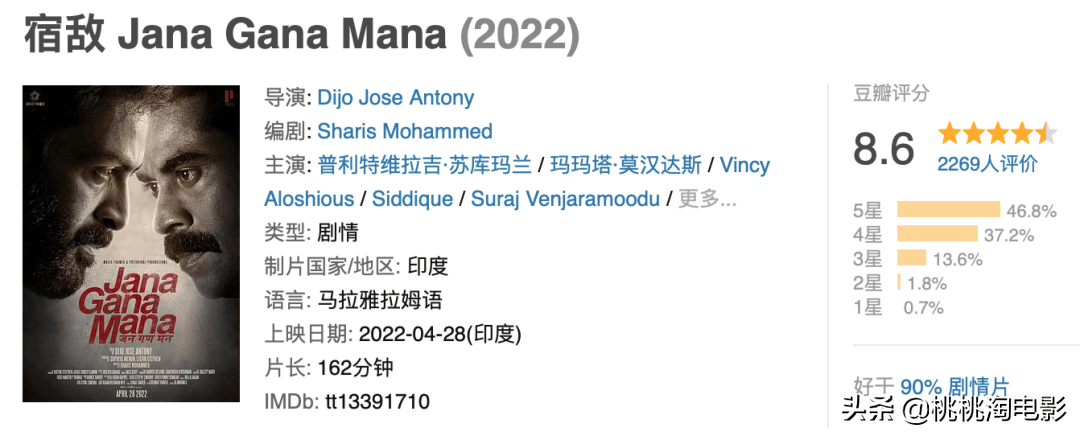 宿敌 Jana Gana Mana (2022)
JANA GANA MANA
Jana
Gana
Mana
जन गण मन
DIJO JOSE ANTONY
APRIL 28 2022
导演: Dijo Jose Antony
编剧: Sharis Mohammed
主演: 普利特维拉吉·苏库玛兰 / 玛玛塔·莫汉达斯 / Vincy
Aloshious / Siddique / Suraj Venjaramoodu / 更多...
类型: 剧情
制片国家/地区: 印度
语言: 马拉雅拉姆语
上映日期: 2022-04-28(印度)
片长: 162分钟
IMDb: tt13391710
豆瓣评分
8.6
2269人评价
5星 46.8%
4星 37.2%
3星 13.6%
2星 1.8%
1星 0.7%
好于 90% 剧情片
头条 @桃桃淘电影